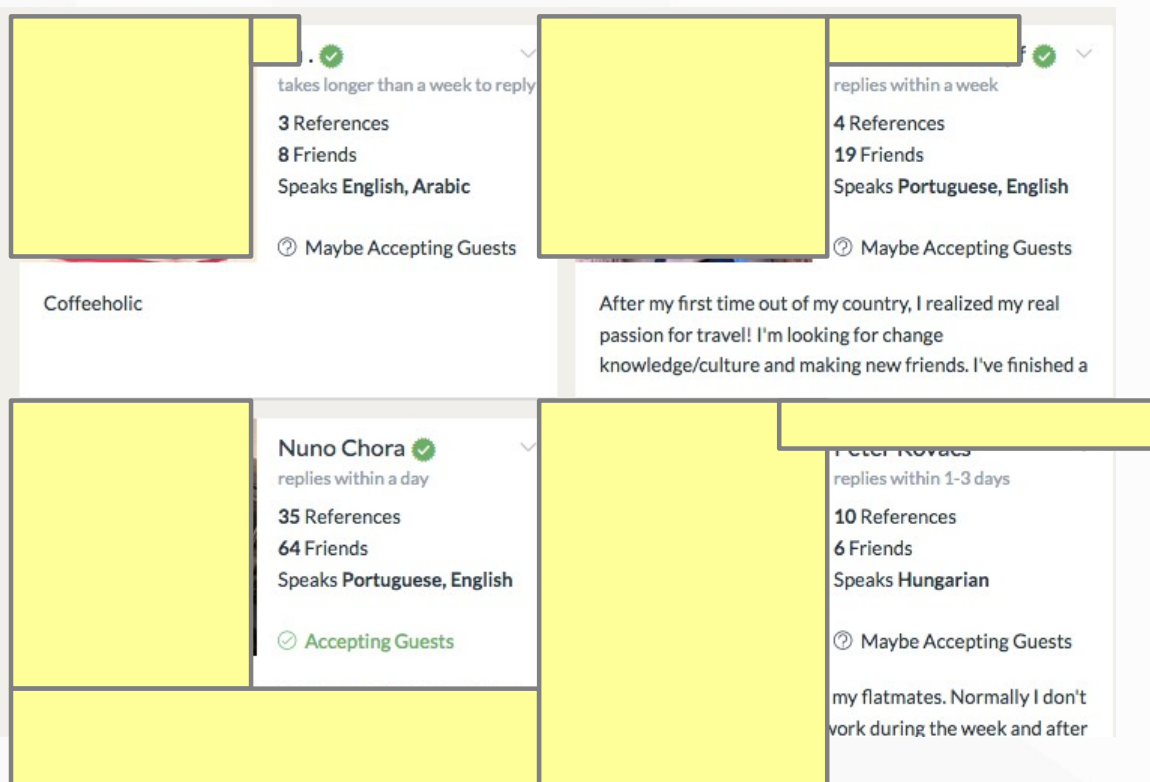 .
takes longer than a week to reply
3 References
8 Friends
Speaks English, Arabic
Maybe Accepting Guests
Coffeeholic
replies within a week
4 References
19 Friends
Speaks Portuguese, English
Maybe Accepting Guests
After my first time out of my country, I realized my real
passion for travel! I'm looking for change
knowledge/culture and making new friends. I've finished a
Nuno Chora
replies within a day
35 References
64 Friends
Speaks Portuguese, English
Accepting Guests
replies within 1-3 days
10 References
6 Friends
Speaks Hungarian
Maybe Accepting Guests
my flatmates. Normally I don't
work during the week and after